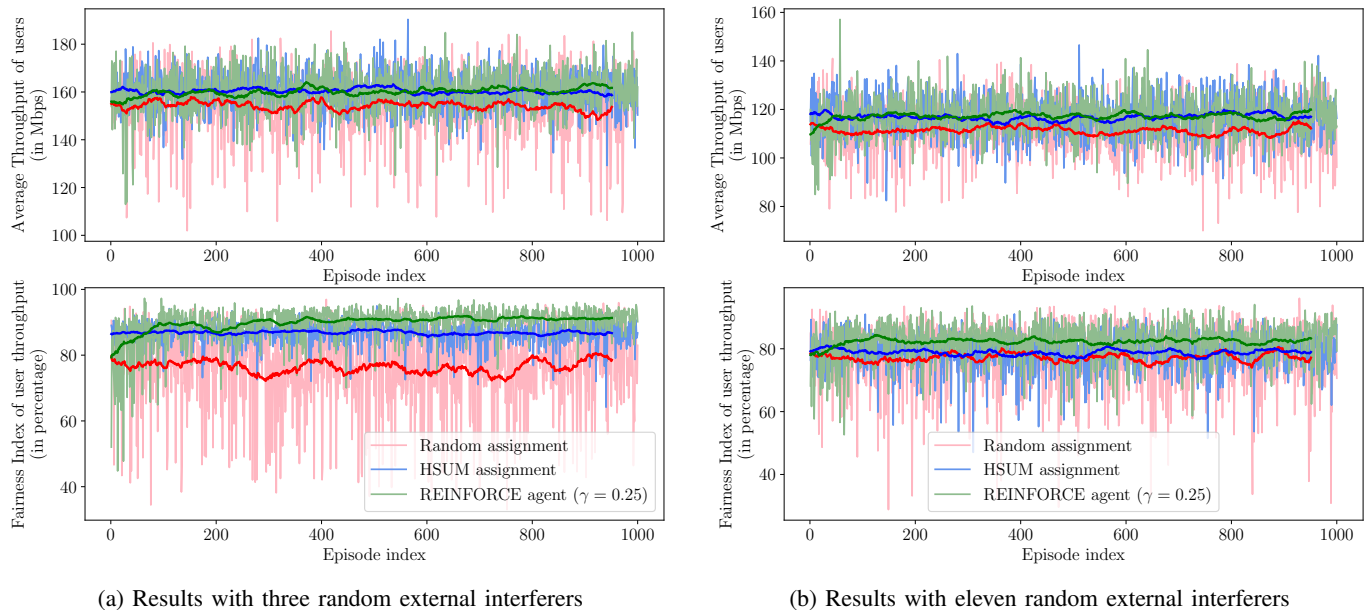 Average Throughput of users
(in Mbps)
180
160
140
120
100
0
200
400
600
800
1000
Episode index
Fairness Index of user throughput
(in percentage)
100
80
60
40
Random assignment
HSUM assignment
REINFORCE agent (γ = 0.25)
0
200
400
600
800
1000
Episode index
(a) Results with three random external interferers
Average Throughput of users
(in Mbps)
160
140
120
100
80
0
200
400
600
800
1000
Episode index
Fairness Index of user throughput
(in percentage)
80
60
40
Random assignment
HSUM assignment
REINFORCE agent (γ = 0.25)
0
200
400
600
800
1000
Episode index
(b) Results with eleven random external interferers